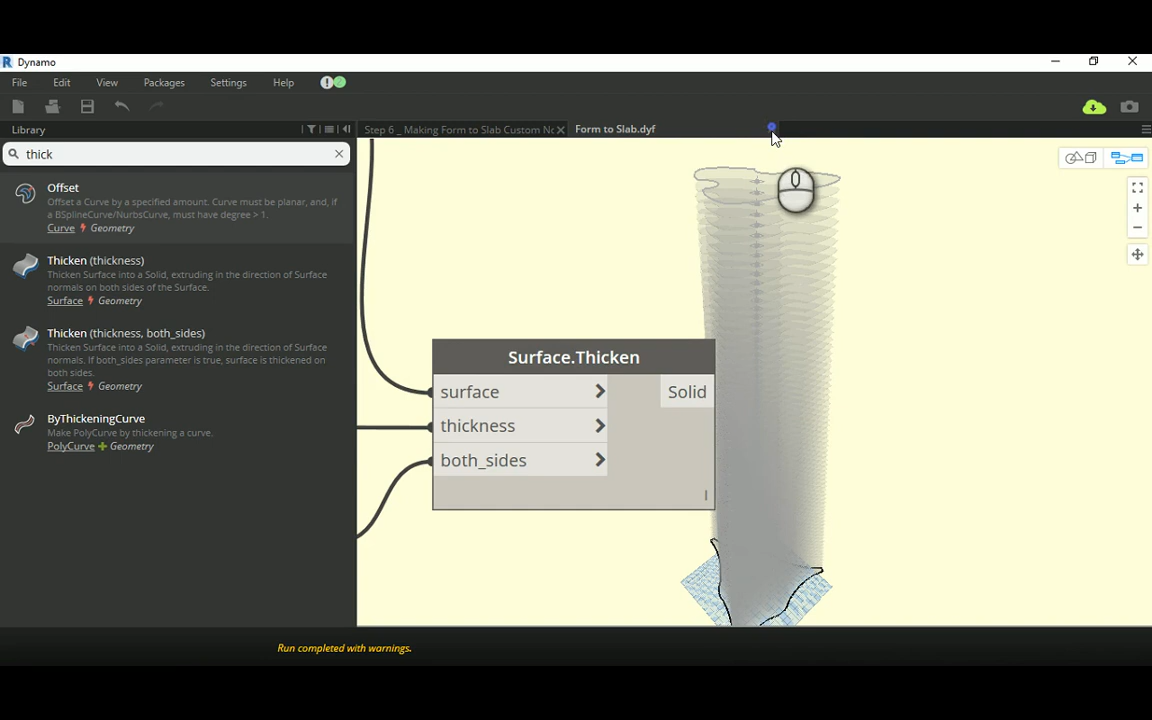 Dynamo
File Edit View Packages Settings Help
Library
Step 6 _ Making Form to Slab Custom No
Form to Slab.dyf
thick
Offset
Offset a Curve by a specified amount. Curve must be planar, and, if
a BSplineCurve/NurbsCurve, must have degree > 1.
Curve Geometry
Thicken (thickness)
Thicken Surface into a Solid, extruding in the direction of Surface
normals on both sides of the Surface.
Surface Geometry
Thicken (thickness, both_sides)
Thicken Surface into a Solid, extruding in the direction of Surface
normals. If both_sides parameter is true, surface is thickened on
both sides.
Surface Geometry
ByThickeningCurve
Make PolyCurve by thickening a curve.
PolyCurve Geometry
Surface.Thicken
surface > Solid
thickness >
both_sides >
Run completed with warnings.